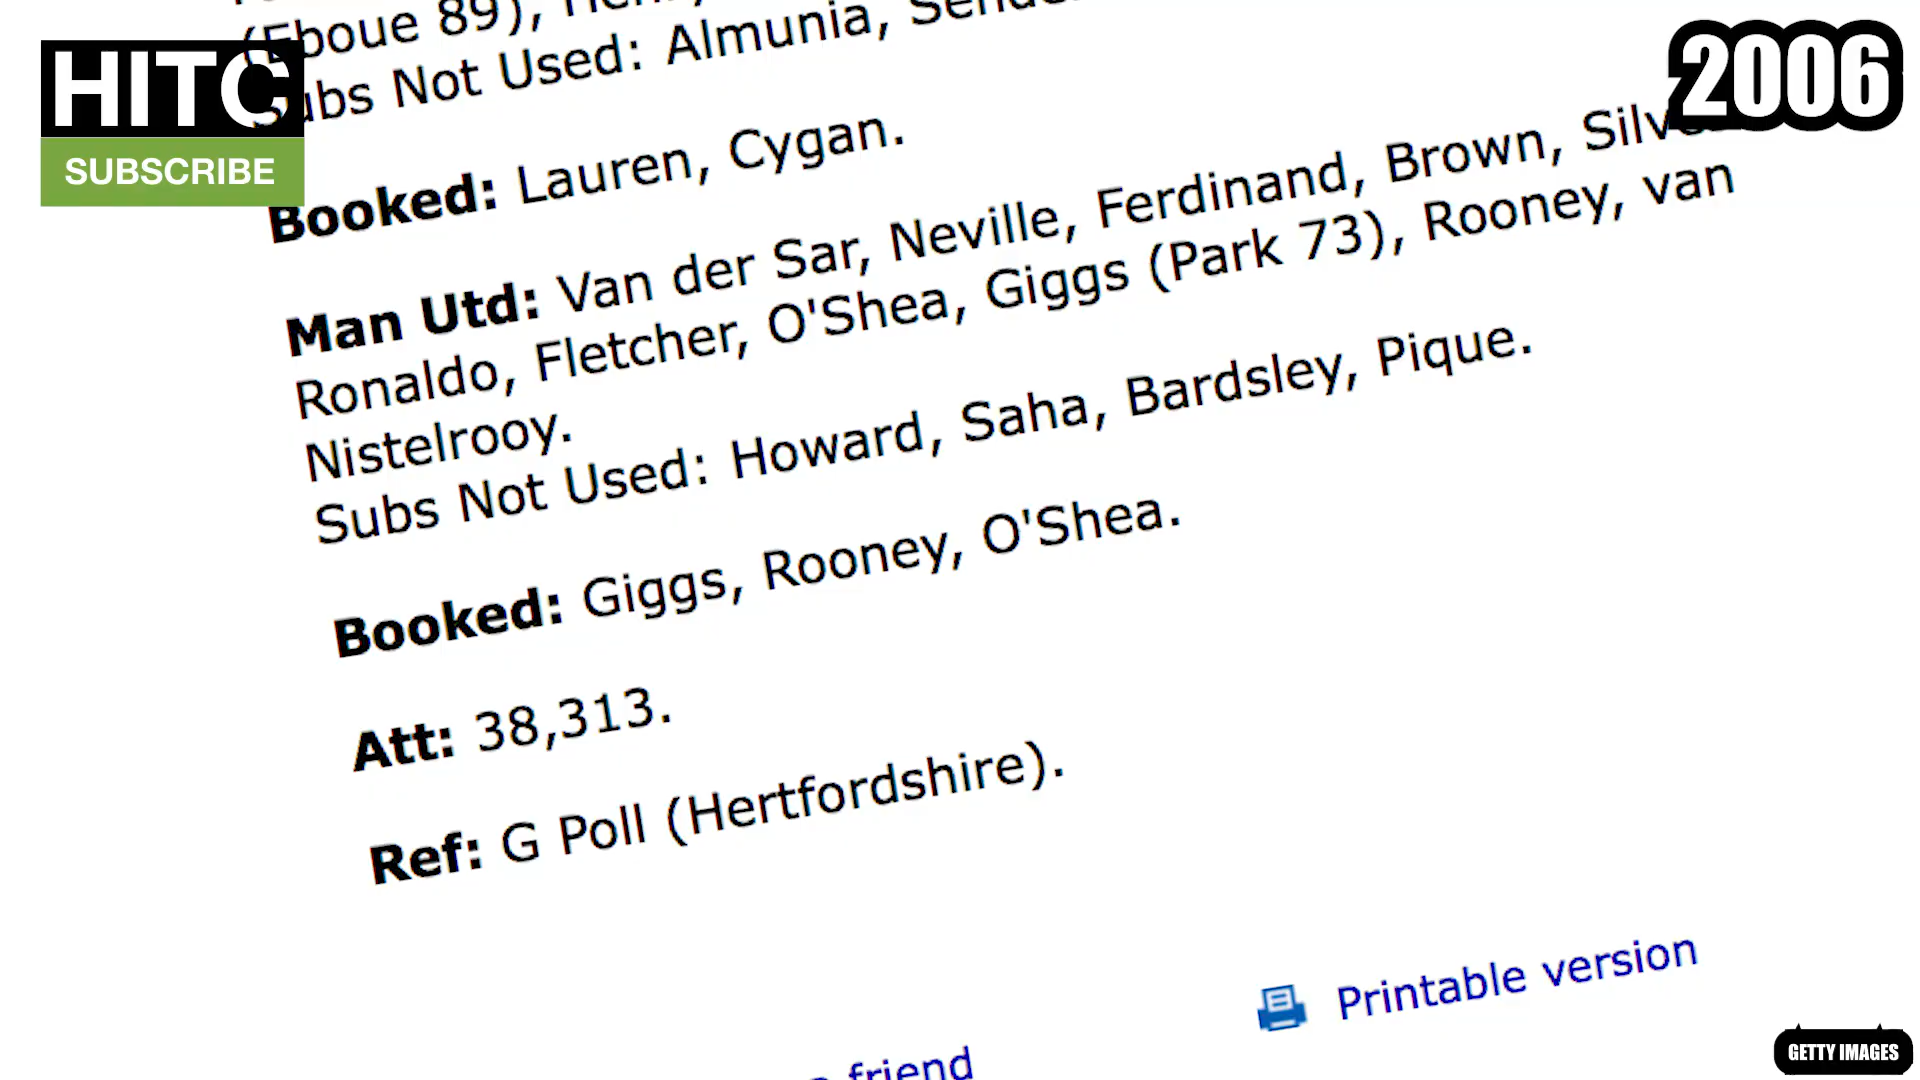 (Eboue 89),
Subs Not Used: Almunia,
HITC
SUBSCRIBE
2006
Booked: Lauren, Cygan.
Man Utd: Van der Sar, Neville, Ferdinand, Brown,
Ronaldo, Fletcher, O'Shea, Giggs (Park 73), Rooney, van
Nistelrooy.
Subs Not Used: Howard, Saha, Bardsley, Pique.
Booked: Giggs, Rooney, O'Shea.
Att: 38,313.
Ref: G Poll (Hertfordshire).
Printable version
friend
GETTY IMAGES